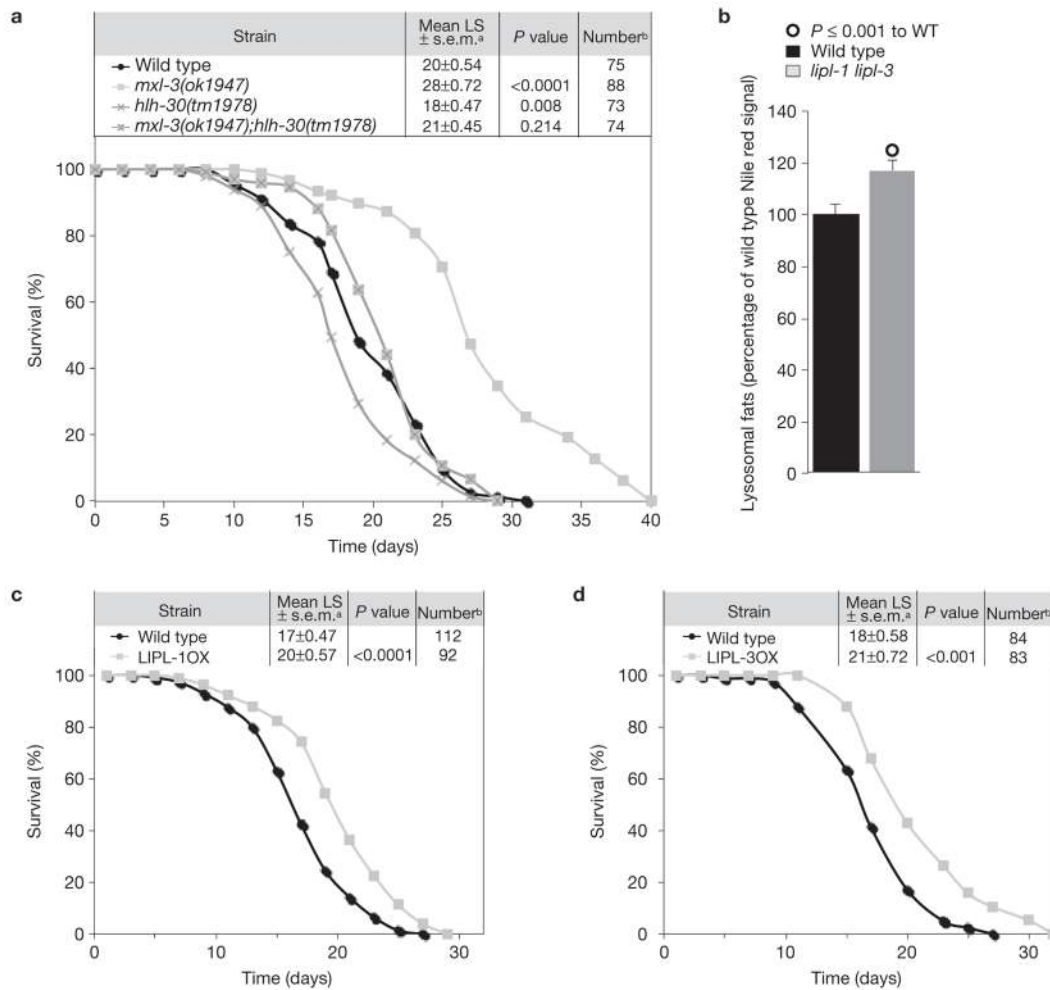 a
Strain Mean LS ± s.e.m.ᵃ P value Numberᵇ
Wild type 20±0.54 75
mxl-3(ok1947) 28±0.72 <0.0001 88
hlh-30(tm1978) 18±0.47 0.008 73
mxl-3(ok1947);hlh-30(tm1978) 21±0.45 0.214 74
100
80
60
40
20
0
Survival (%)
0 5 10 15 20 25 30 35 40
Time (days)
b
P ≤ 0.001 to WT
Wild type
lipl-1 lipl-3
Lysosomal fats (percentage of wild type Nile red signal)
140
120
100
80
60
40
20
0
c
Strain Mean LS ± s.e.m.ᵃ P value Numberᵇ
Wild type 17±0.47 112
LIPL-1OX 20±0.57 <0.0001 92
100
80
60
40
20
0
Survival (%)
0 10 20 30
Time (days)
d
Strain Mean LS ± s.e.m.ᵃ P value Numberᵇ
Wild type 18±0.58 84
LIPL-3OX 21±0.72 <0.001 83
100
80
60
40
20
0
Survival (%)
0 10 20 30
Time (days)